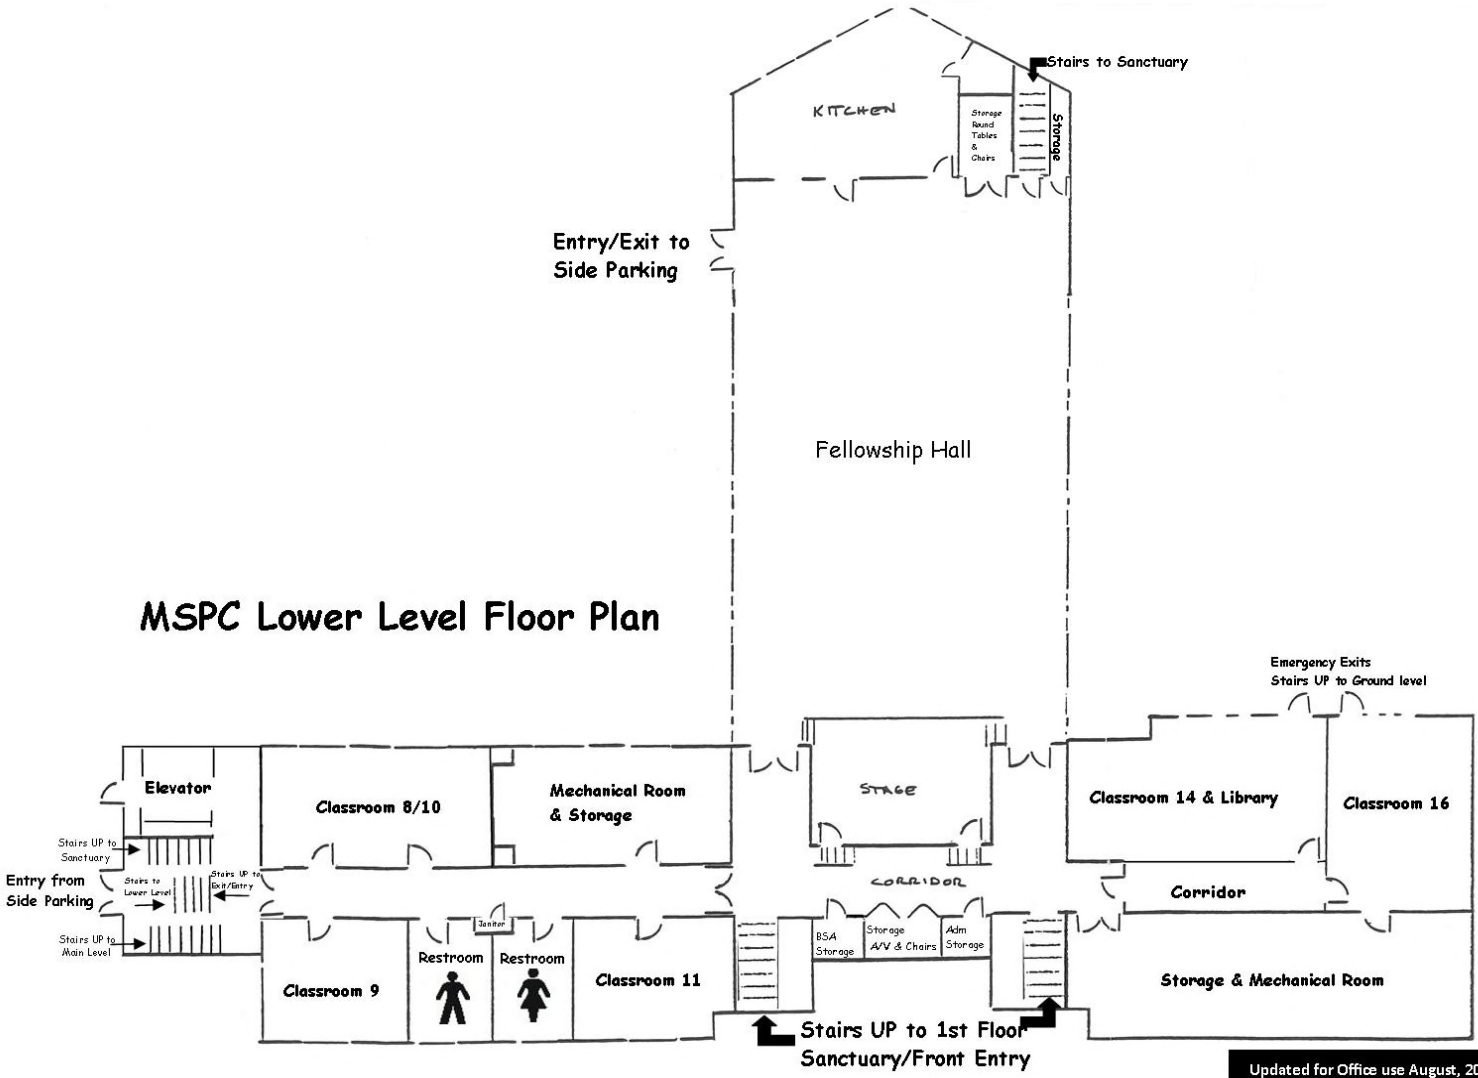 Stairs to Sanctuary
KITCHEN
Storage
Round
Tables
&
Chairs
Storage
Entry/Exit to
Side Parking
Fellowship Hall
MSPC Lower Level Floor Plan
Emergency Exits
Stairs UP to Ground level
Elevator
Classroom 8/10
Mechanical Room
& Storage
STAGE
Classroom 14 & Library
Classroom 16
Stairs UP to
Sanctuary
Entry from
Side Parking
Stairs to
Lower Level
Stairs UP to
Exit/Entry
CORRIDOR
Corridor
Stairs UP to
Main Level
Janitor
Restroom
Restroom
BSA
Storage
Storage
A/V & Chairs
Adm
Storage
Classroom 9
Classroom 11
Storage & Mechanical Room
Stairs UP to 1st Floor
Sanctuary/Front Entry
Updated for Office use August, 20